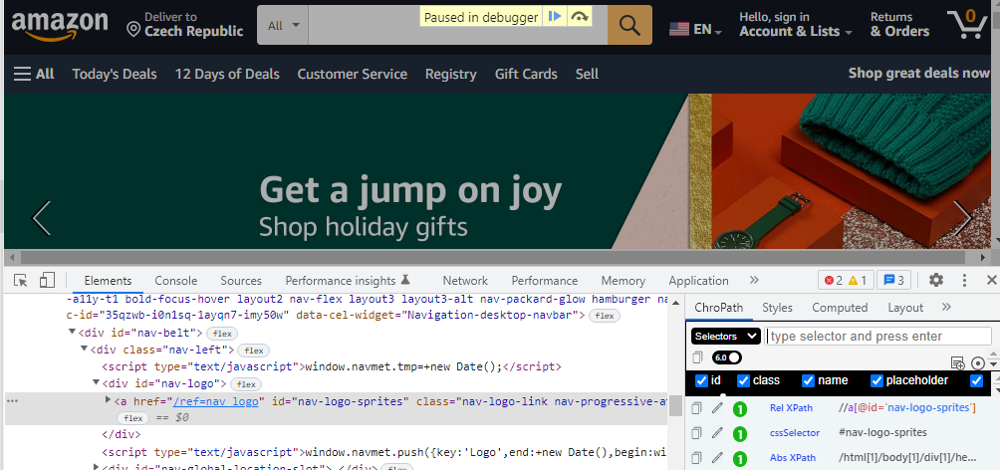 amazon
Deliver to
Czech Republic
All
Paused in debugger
EN
Hello, sign in
Account & Lists
Returns
& Orders
0
All
Today's Deals
12 Days of Deals
Customer Service
Registry
Gift Cards
Sell
Shop great deals now
Get a jump on joy
Shop holiday gifts
Elements
Console
Sources
Performance insights
Network
Performance
Memory
Application
»
2
1
3
-a11y-t1 bold-focus-hover layout2 nav-flex layout3 layout3-alt nav-packard-glow hamburger na
c-id="35qzwb-i0n1sq-1ayqn7-imy50w" data-cel-widget="Navigation-desktop-navbar"> flex
<div id="nav-belt"> flex
<div class="nav-left"> flex
<script type="text/javascript">window.navmet.tmp=+new Date();</script>
<div id="nav-logo"> flex
<a href="/ref=nav_logo" id="nav-logo-sprites" class="nav-logo-link nav-progressive-at
flex == $0
</div>
<script type="text/javascript">window.navmet.push({key:'Logo',end:+new Date(),begin:wi
<div id="nav-global-location-slot"> </div> flex
ChroPath
Styles
Computed
Layout
»
Selectors
type selector and press enter
6.0
id
class
name
placeholder
1 Rel XPath //a[@id='nav-logo-sprites']
1 cssSelector #nav-logo-sprites
1 Abs XPath /html[1]/body[1]/div[1]/he...